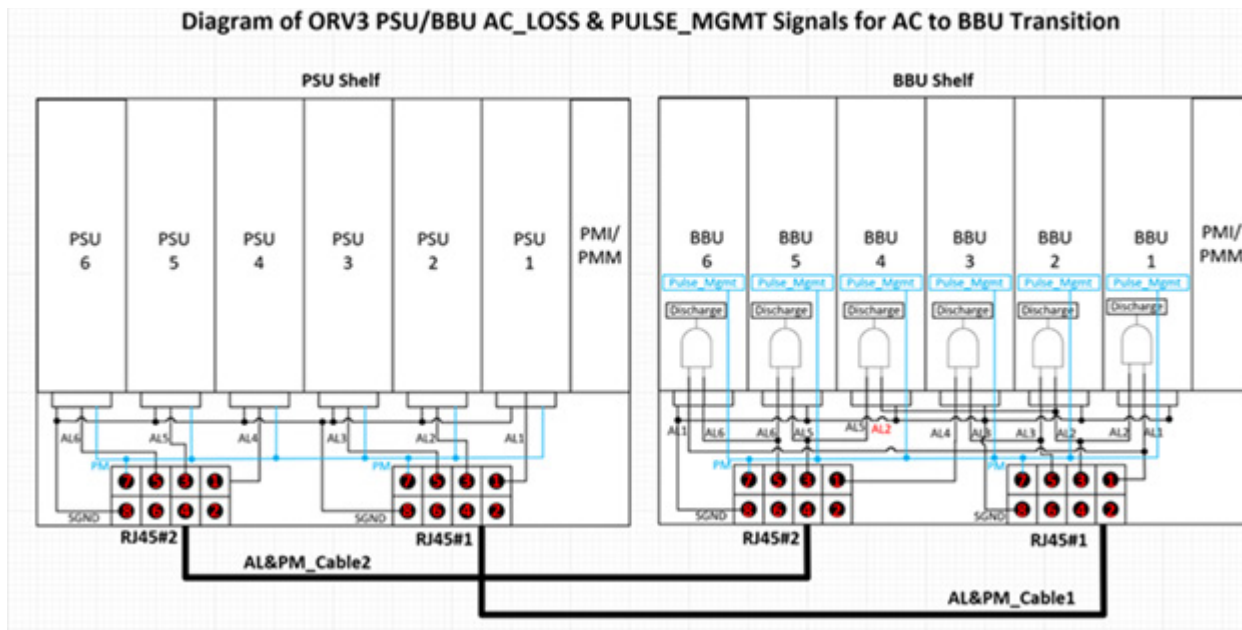 Diagram of ORV3 PSU/BBU AC_LOSS & PULSE_MGMT Signals for AC to BBU Transition
PSU Shelf
BBU Shelf
PSU 6
PSU 5
PSU 4
PSU 3
PSU 2
PSU 1
PMI/ PMM
BBU 6
BBU 5
BBU 4
BBU 3
BBU 2
BBU 1
PMI/ PMM
Pulse_Mgmt Pulse_Mgmt Pulse_Mgmt Pulse_Mgmt Pulse_Mgmt Pulse_Mgmt
Discharge Discharge Discharge Discharge Discharge Discharge
AL6 AL5 AL4 AL3 AL2 AL1
AL1 AL6 AL6 AL5 AL5 AL2 AL4 AL3 AL3 AL2 AL2 AL1
PM PM PM PM
7 5 3 1
8 6 4 2
7 5 3 1
8 6 4 2
7 5 3 1
8 6 4 2
7 5 3 1
8 6 4 2
SGND SGND SGND SGND
RJ45#2 RJ45#1 RJ45#2 RJ45#1
AL&PM_Cable2
AL&PM_Cable1